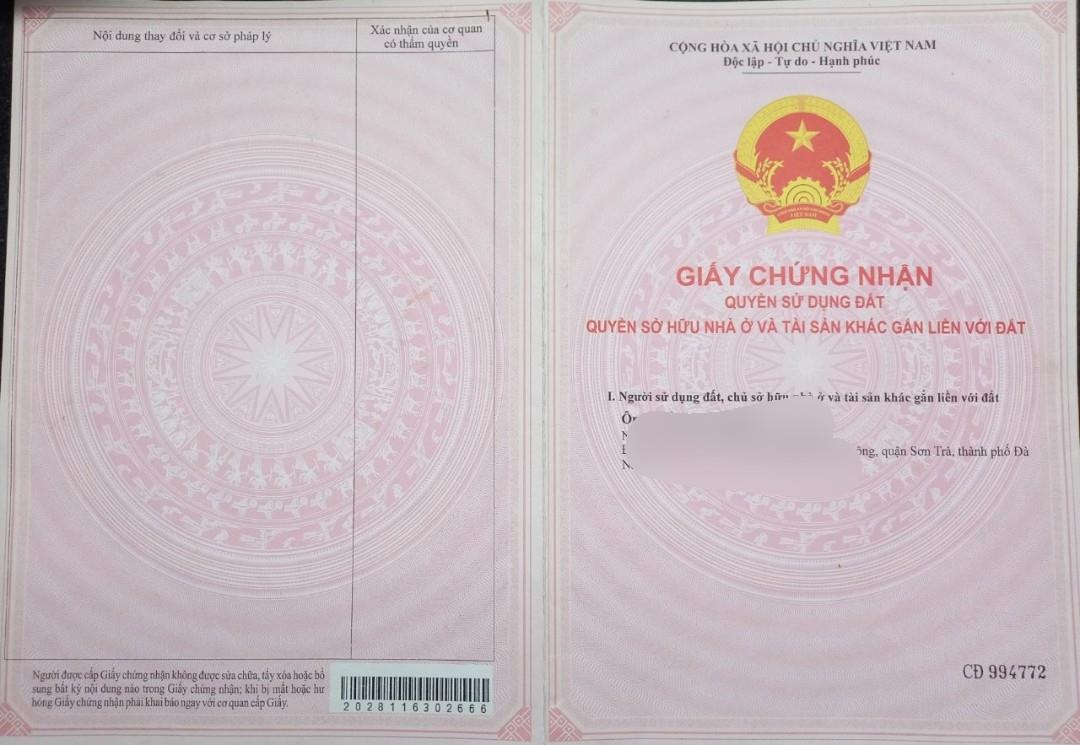 Nội dung thay đổi và cơ sở pháp lý
Xác nhận của cơ quan
có thẩm quyền
Người được cấp Giấy chứng nhận không được sửa chữa, tẩy xóa hoặc bổ
sung bất kỳ nội dung nào trong Giấy chứng nhận; khi bị mất hoặc hư
hỏng Giấy chứng nhận phải khai báo ngay với cơ quan cấp Giấy.
2028116302666
CỘNG HÒA XÃ HỘI CHỦ NGHĨA VIỆT NAM
Độc lập - Tự do - Hạnh phúc
VIỆT NAM
GIẤY CHỨNG NHẬN
QUYỀN SỬ DỤNG ĐẤT
QUYỀN SỞ HỮU NHÀ Ở VÀ TÀI SẢN KHÁC GẮN LIỀN VỚI ĐẤT
I. Người sử dụng đất, chủ sở hữu ở và tài sản khác gắn liền với đất
quận Sơn Trà, thành phố Đà
CĐ 994772